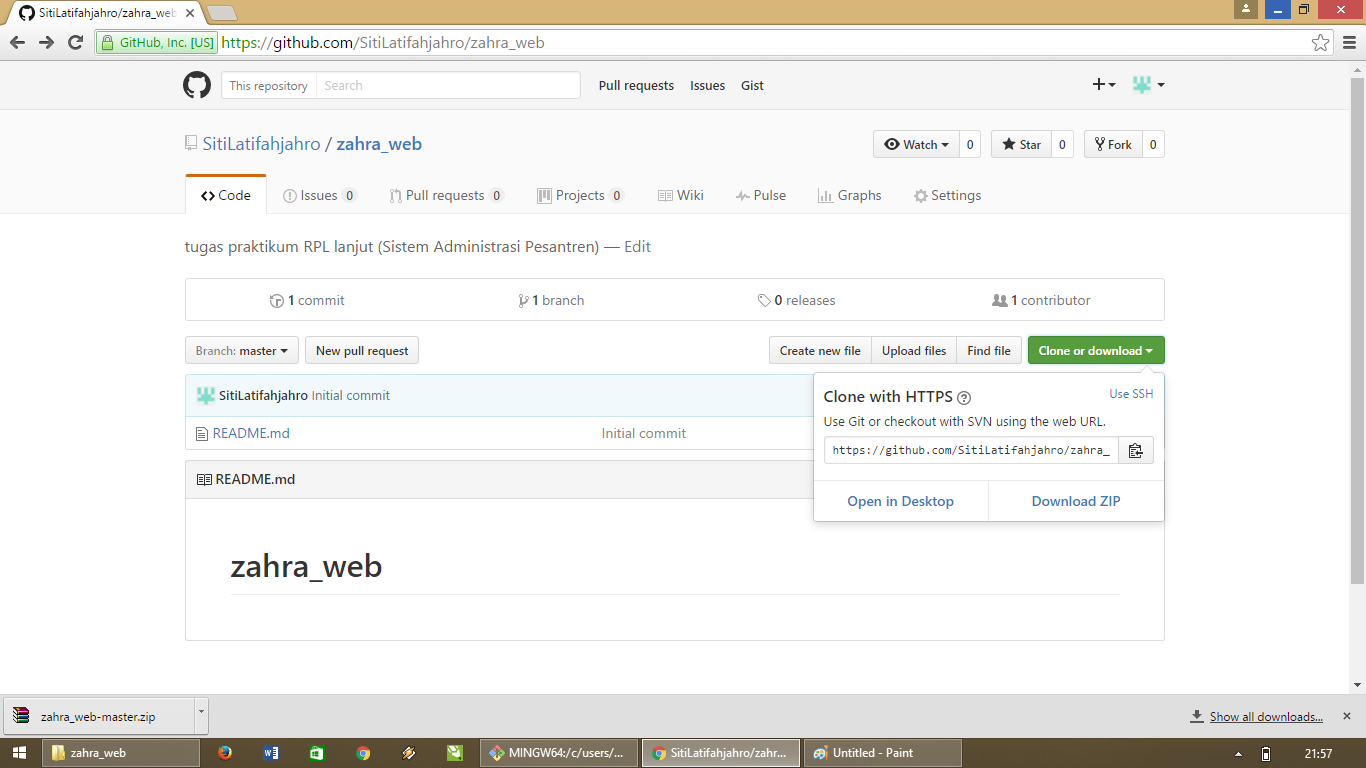 SitiLatifahjahro/zahra_web
GitHub, Inc. [US] https://github.com/SitiLatifahjahro/zahra_web
This repository Search Pull requests Issues Gist
SitiLatifahjahro / zahra_web Watch 0 Star 0 Fork 0
Code Issues 0 Pull requests 0 Projects 0 Wiki Pulse Graphs Settings
tugas praktikum RPL lanjut (Sistem Administrasi Pesantren) — Edit
1 commit 1 branch 0 releases 1 contributor
Branch: master New pull request Create new file Upload files Find file Clone or download
SitiLatifahjahro Initial commit
README.md Initial commit
Clone with HTTPS ? Use SSH
Use Git or checkout with SVN using the web URL.
https://github.com/SitiLatifahjahro/zahra_
Open in Desktop Download ZIP
README.md
zahra_web
zahra_web-master.zip Show all downloads...
zahra_web MINGW64:/c/users/... SitiLatifahjahro/zahr... Untitled - Paint 21:57